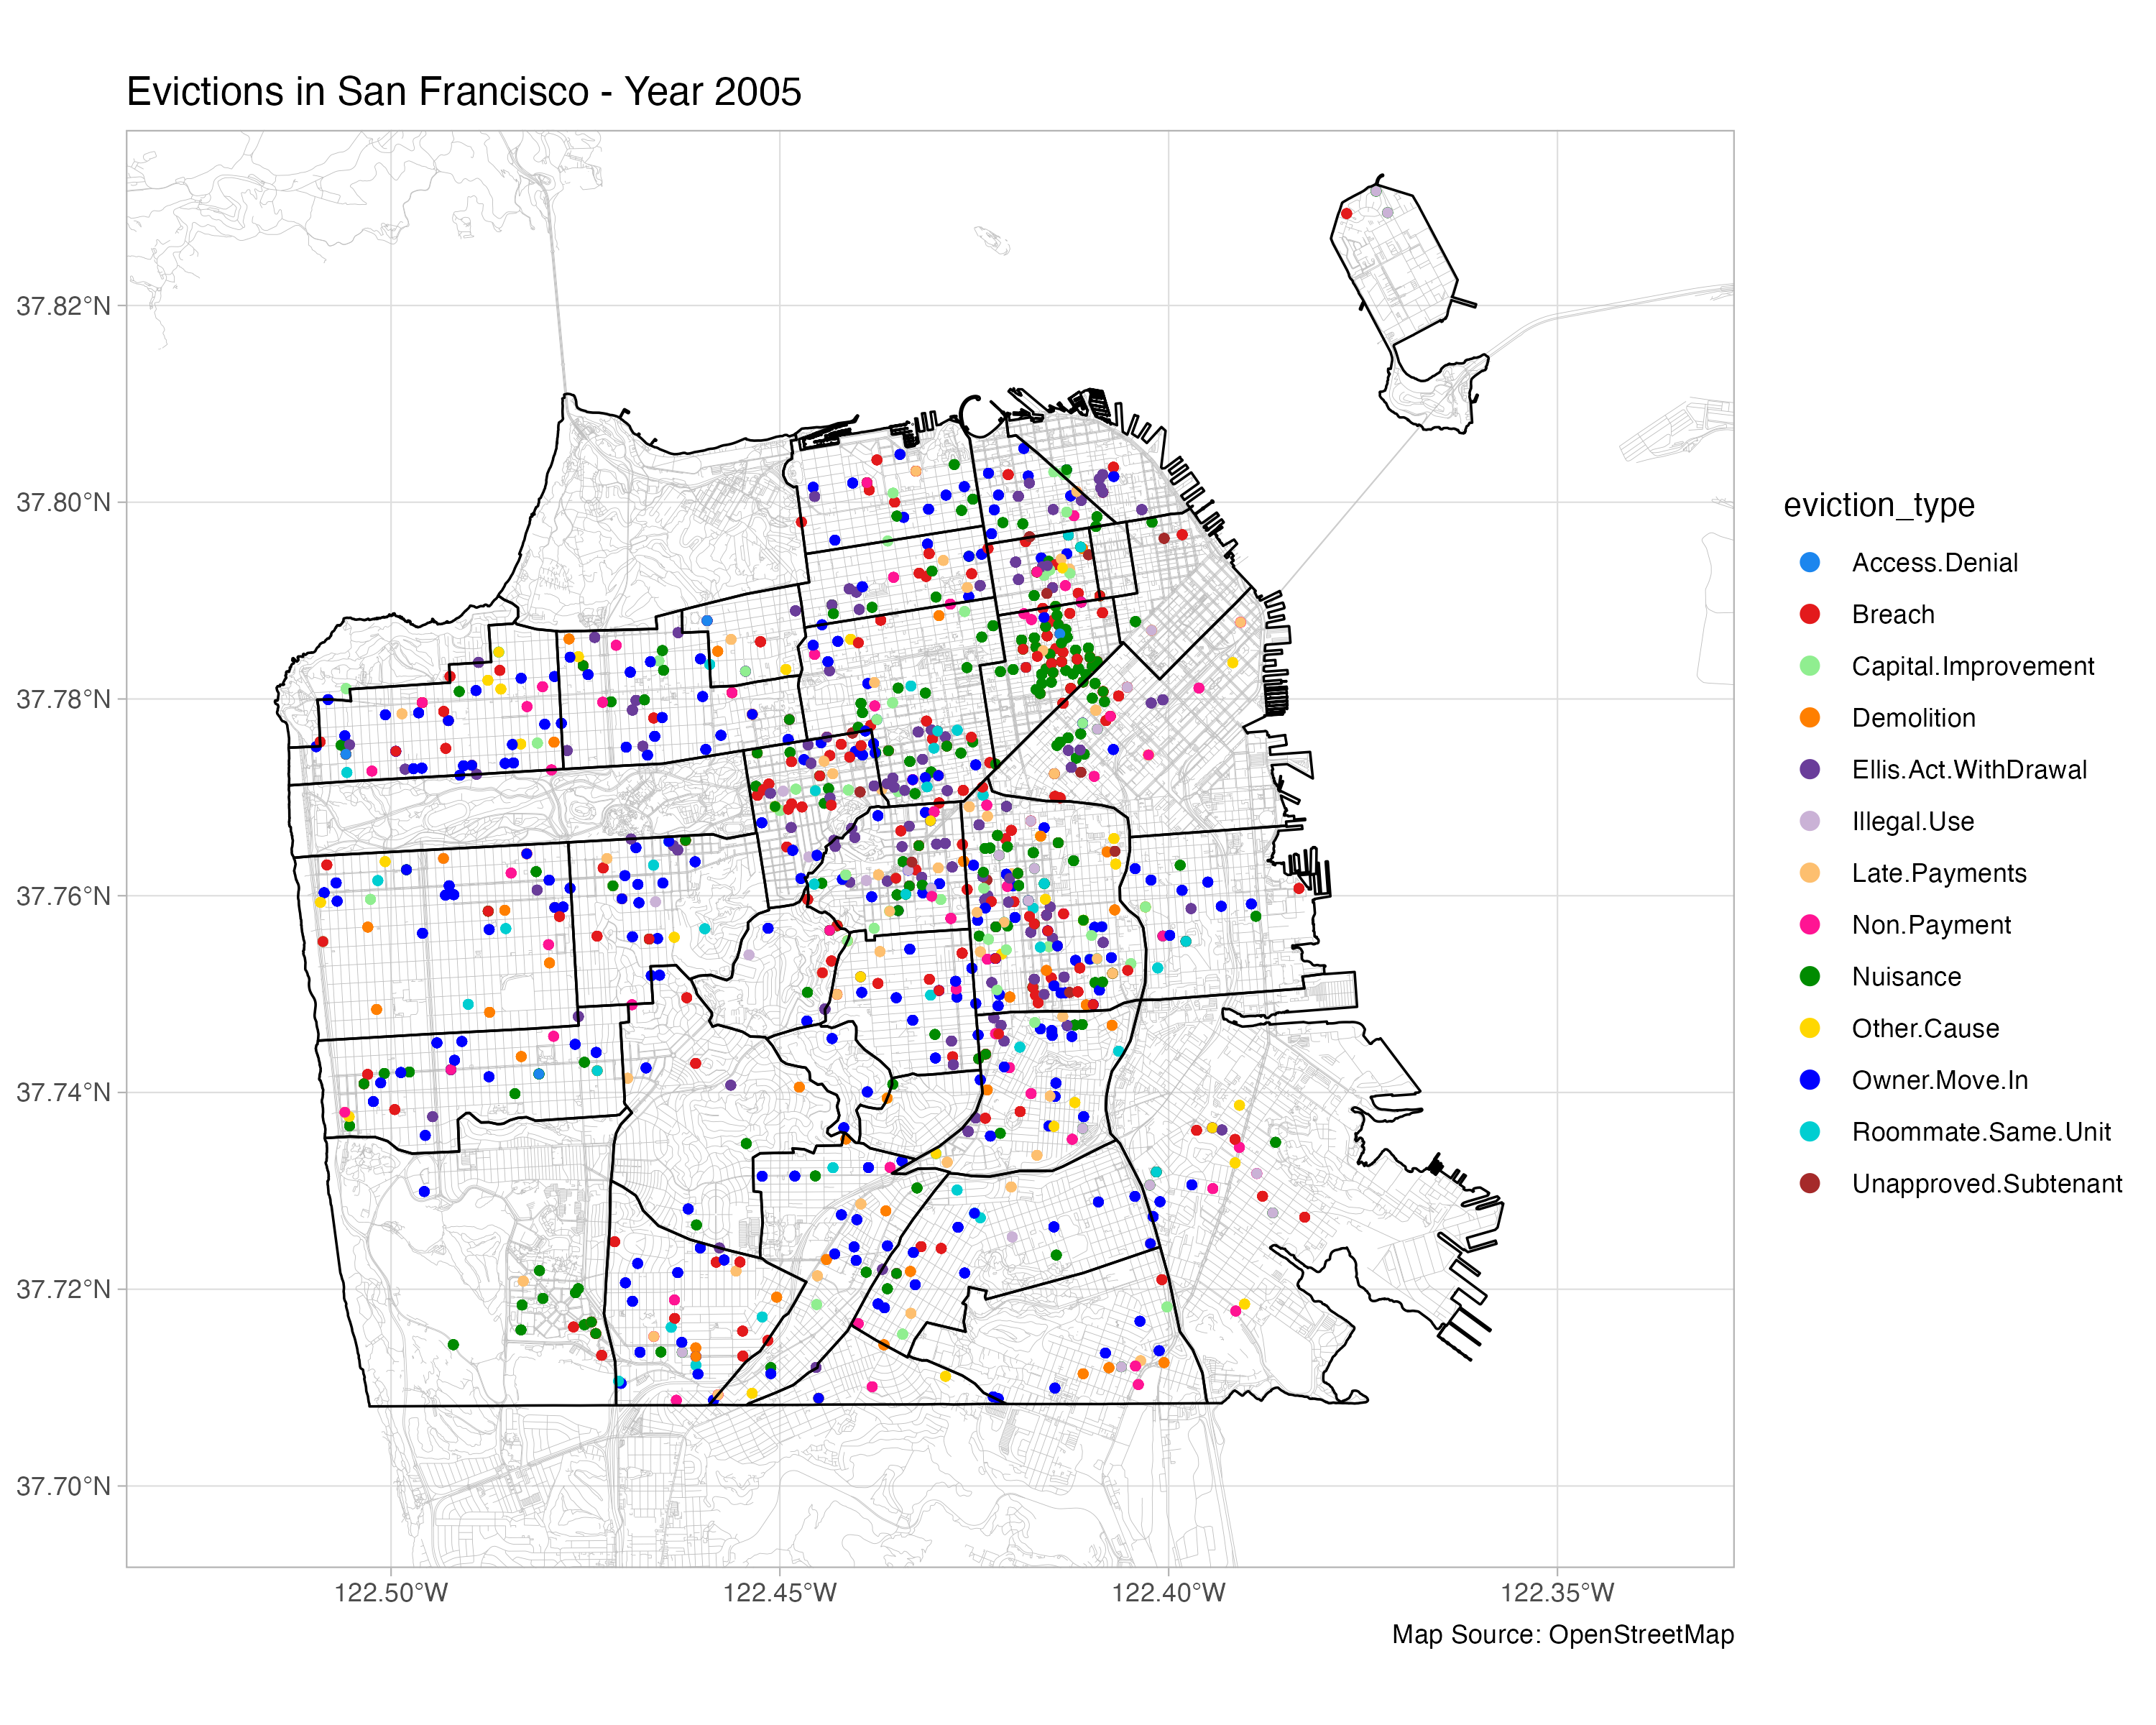 Evictions in San Francisco - Year 2005
37.82°N
37.80°N
37.78°N
37.76°N
37.74°N
37.72°N
37.70°N
122.50°W
122.45°W
122.40°W
122.35°W
Map Source: OpenStreetMap
eviction_type
Access.Denial
Breach
Capital.Improvement
Demolition
Ellis.Act.WithDrawal
Illegal.Use
Late.Payments
Non.Payment
Nuisance
Other.Cause
Owner.Move.In
Roommate.Same.Unit
Unapproved.Subtenant